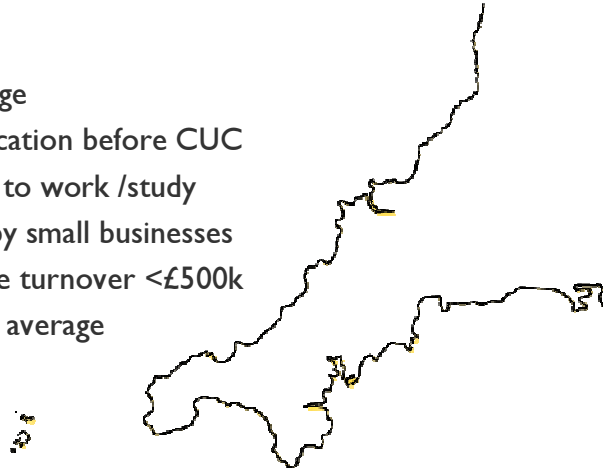 ge
cation before CUC
to work /study
by small businesses
e turnover <£500k
average